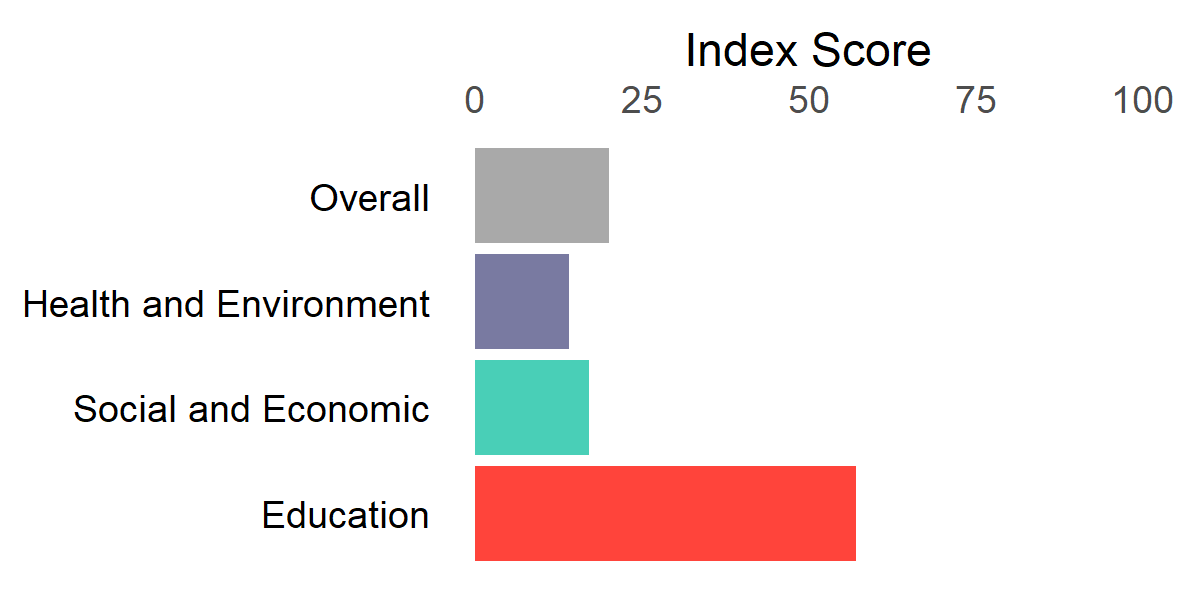 Index Score
0 25 50 75 100
Overall
Health and Environment
Social and Economic
Education